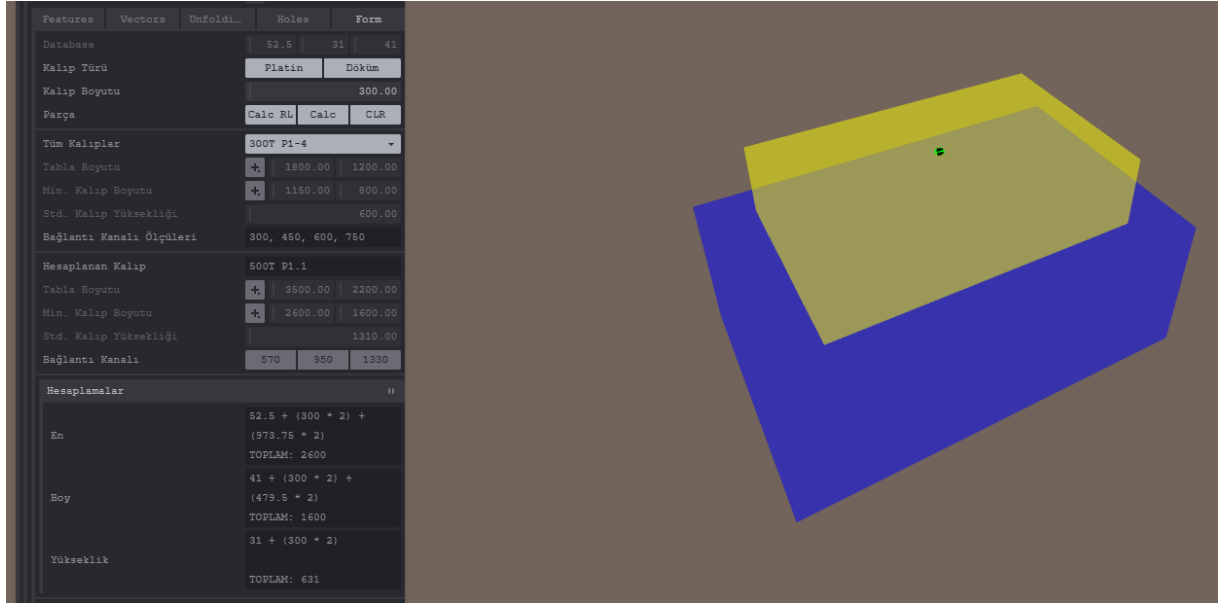 Features Vectors Unfoldi… Holes Form
Database 52.5 31 41
Kalıp Türü Platin Döküm
Kalıp Boyutu 300.00
Parça Calc RL Calc CLR
Tüm Kalıplar 300T P1-4
Tabla Boyutu 1800.00 1200.00
Min. Kalıp Boyutu 1150.00 800.00
Std. Kalıp Yüksekliği 600.00
Bağlantı Kanalı Ölçüleri 300, 450, 600, 750
Hesaplanan Kalıp 500T P1.1
Tabla Boyutu 3500.00 2200.00
Min. Kalıp Boyutu 2600.00 1600.00
Std. Kalıp Yüksekliği 1310.00
Bağlantı Kanalı 570 950 1330
Hesaplamalar
En
52.5 + (300 * 2) +
(973.75 * 2)
TOPLAM: 2600
Boy
41 + (300 * 2) +
(479.5 * 2)
TOPLAM: 1600
Yükseklik
31 + (300 * 2)
TOPLAM: 631